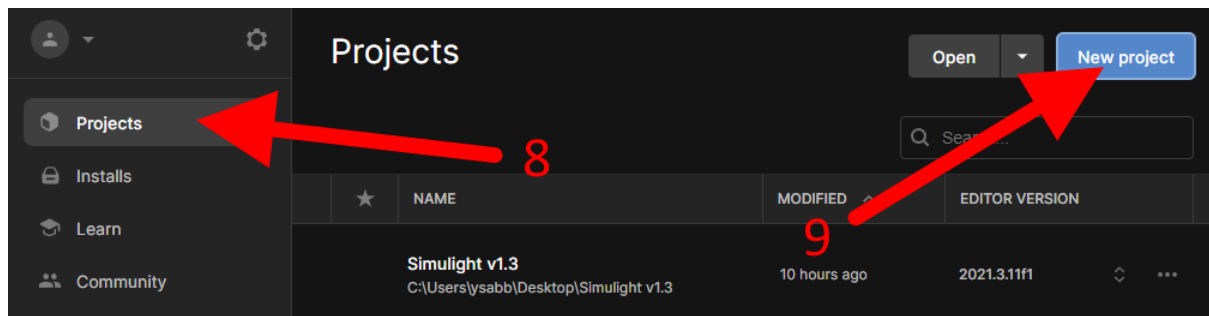 Projects
Open
New project
Projects
8
Search...
Installs
NAME
MODIFIED
EDITOR VERSION
Learn
9
Simulight v1.3
10 hours ago
2021.3.11f1
C:\Users\ysabb\Desktop\Simulight v1.3
Community